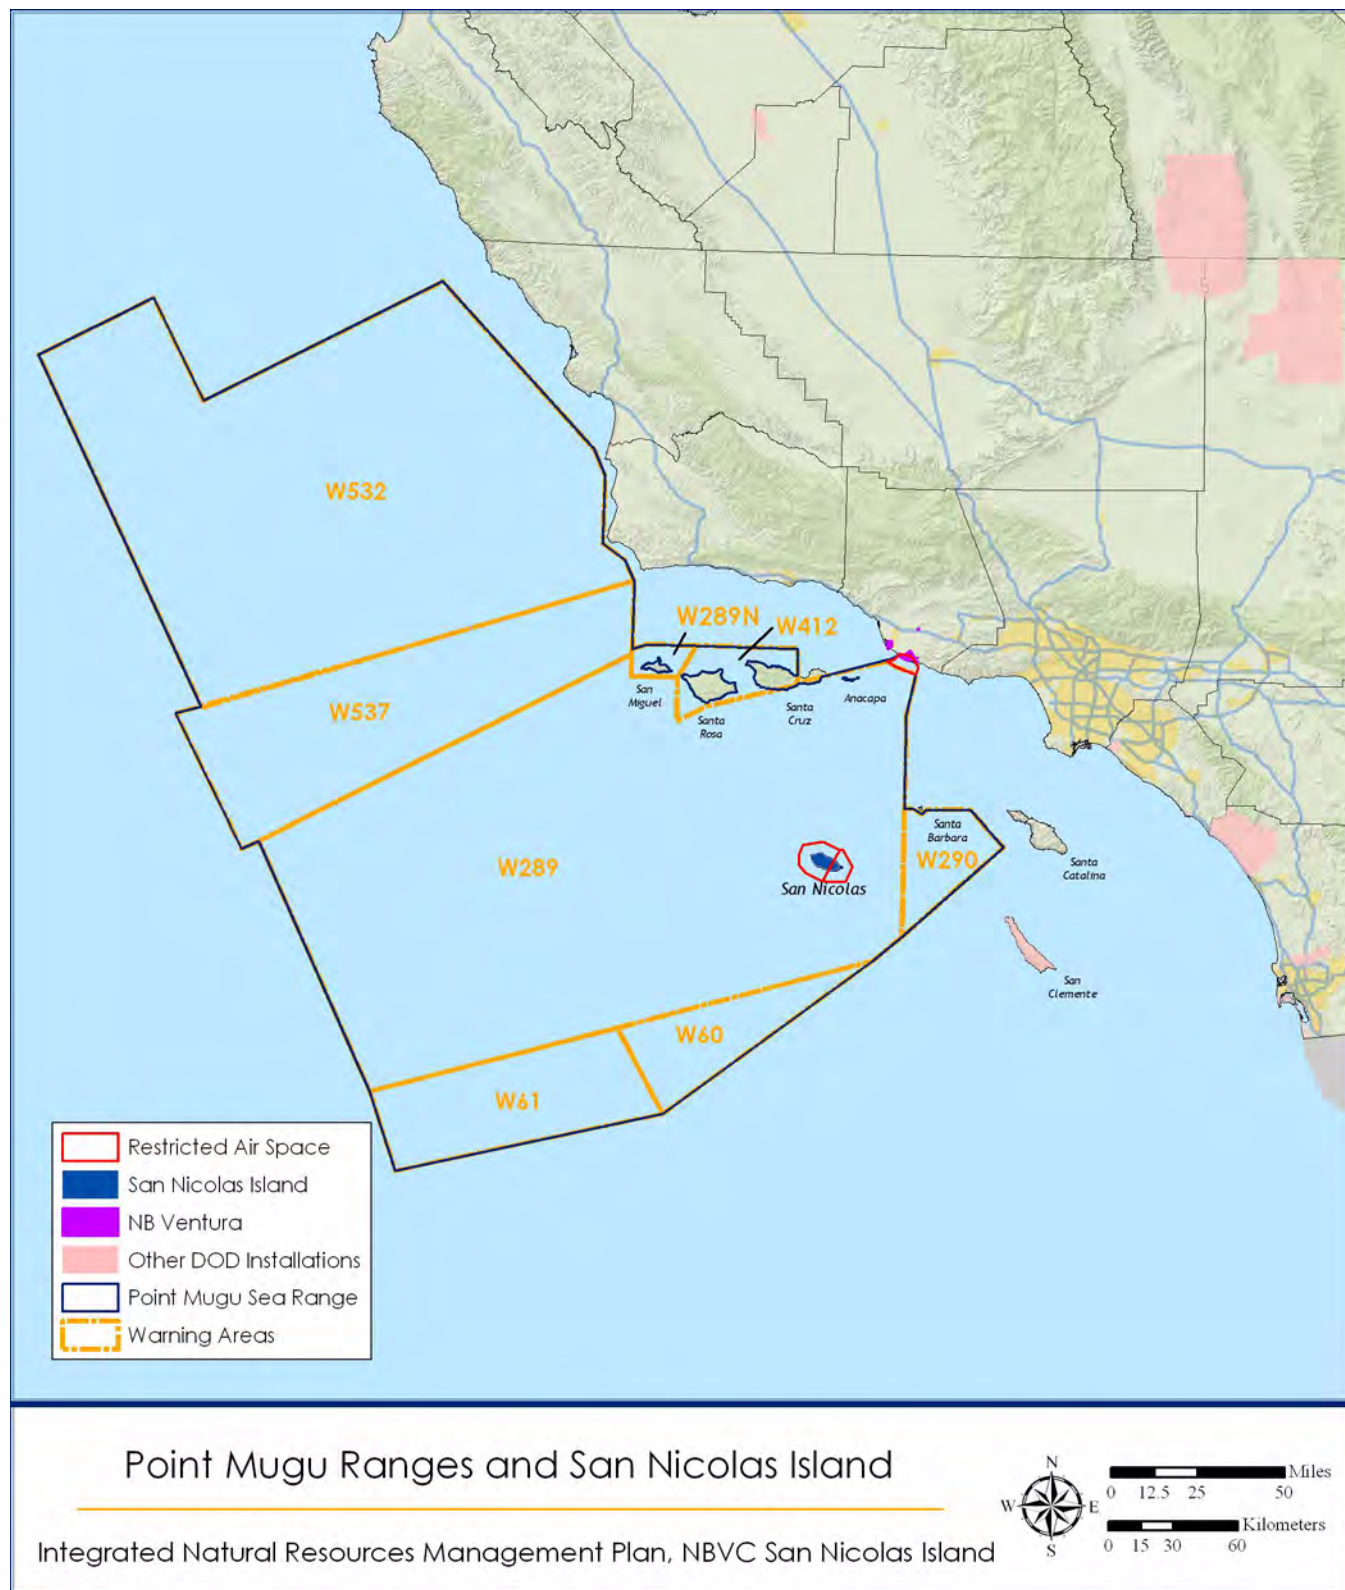 W532
W289N
W412
San
Miguel
Santa
Rosa
Santa
Cruz
Anacapa
W537
Santa
Barbara
W290
Santa
Catalina
W289
San Nicolas
San
Clemente
W60
W61
Restricted Air Space
San Nicolas Island
NB Ventura
Other DOD Installations
Point Mugu Sea Range
Warning Areas
Point Mugu Ranges and San Nicolas Island
Integrated Natural Resources Management Plan, NBVC San Nicolas Island
N
W E
S
Miles
0 12.5 25 50
Kilometers
0 15 30 60